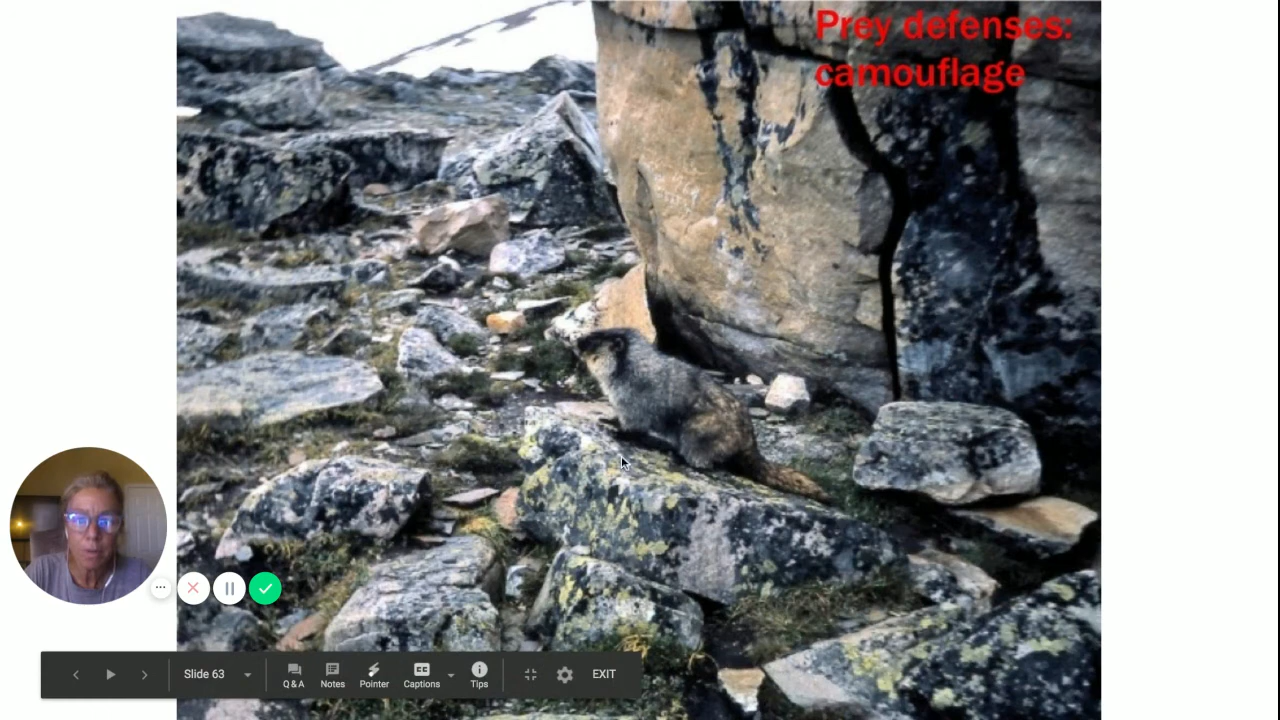 Prey defenses:
camouflage
Slide 63
Q&A
Notes
Pointer
Captions
Tips
EXIT